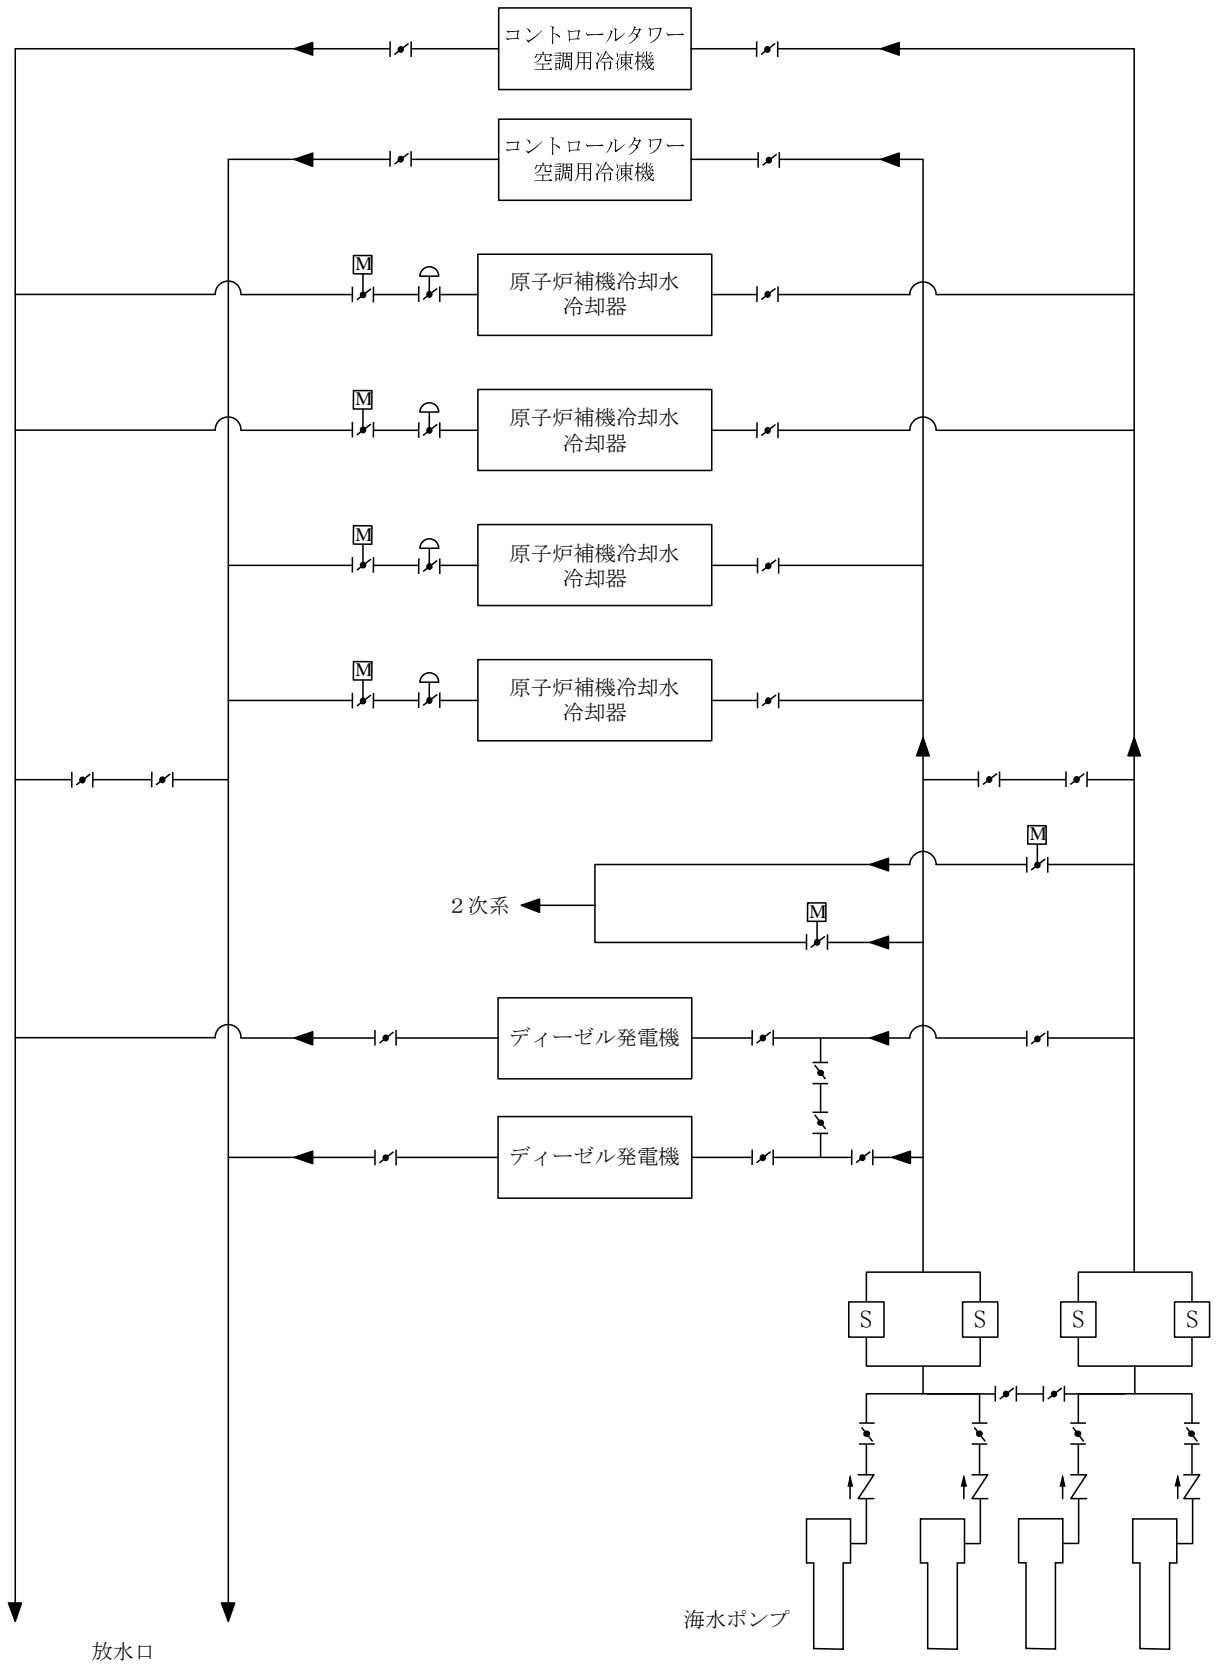 コントロールタワー
空調用冷凍機
コントロールタワー
空調用冷凍機
M
原子炉補機冷却水
冷却器
M
原子炉補機冷却水
冷却器
M
原子炉補機冷却水
冷却器
M
原子炉補機冷却水
冷却器
M
２次系
M
ディーゼル発電機
ディーゼル発電機
S
S
S
S
海水ポンプ
放水口